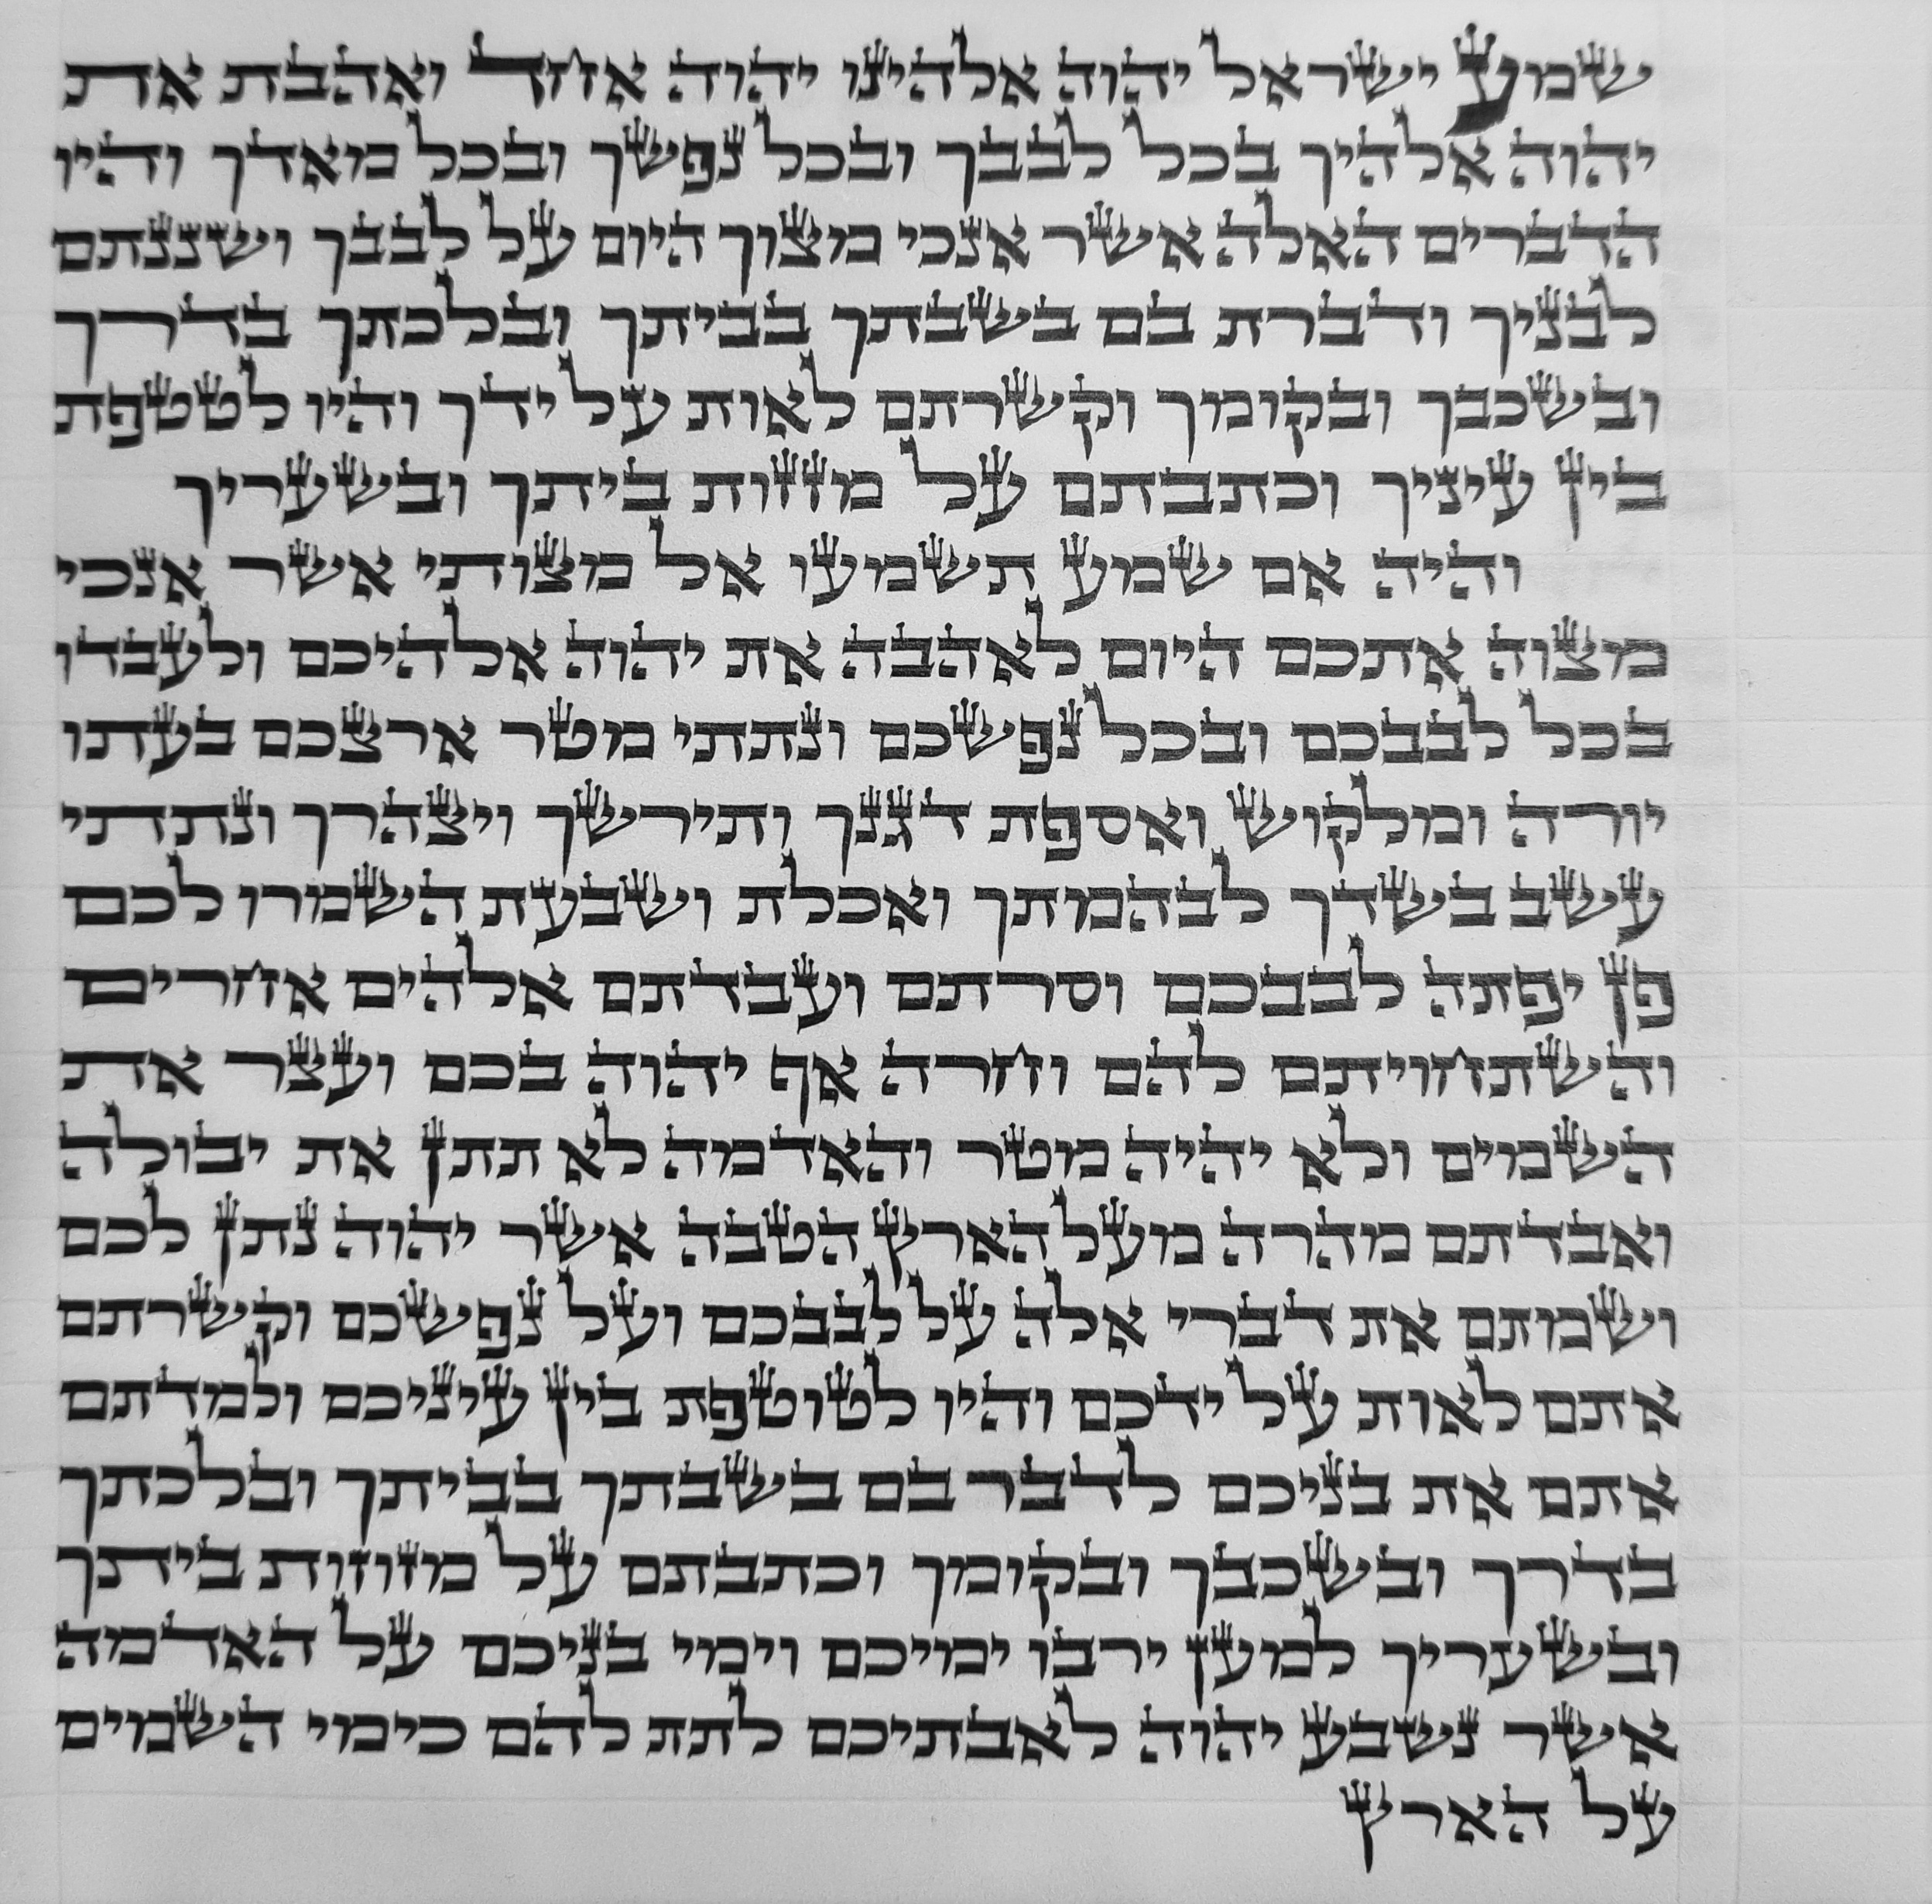 שמע ישראל יהוה אלהינו יהוה אחד ואהבת את
יהוה אלהיך בכל לבבך ובכל נפשך ובכל מאדך והיו
הדברים האלה אשר אנכי מצוך היום על לבבך ושננתם
לבניך ודברת בם בשבתך בביתך ובלכתך בדרך
ובשכבך ובקומך וקשרתם לאות על ידך והיו לטטפת
בין עיניך וכתבתם על מזזות ביתך ובשעריך
והיה אם שמע תשמעו אל מצותי אשר אנכי
מצוה אתכם היום לאהבה את יהוה אלהיכם ולעבדו
בכל לבבכם ובכל נפשכם ונתתי מטר ארצכם בעתו
יורה ומלקוש ואספת דגנך ותירשך ויצהרך ונתתי
עשב בשדך לבהמתך ואכלת ושבעת השמרו לכם
פן יפתה לבבכם וסרתם ועבדתם אלהים אחרים
והשתחויתם להם וחרה אף יהוה בכם ועצר את
השמים ולא יהיה מטר והאדמה לא תתן את יבולה
ואבדתם מהרה מעל הארץ הטבה אשר יהוה נתן לכם
ושמתם את דברי אלה על לבבכם ועל נפשכם וקשרתם
אתם לאות על ידכם והיו לטוטפת בין עיניכם ולמדתם
אתם את בניכם לדבר בם בשבתך בביתך ובלכתך
בדרך ובשכבך ובקומך וכתבתם על מזוזות ביתך
ובשעריך למען ירבו ימיכם וימי בניכם על האדמה
אשר נשבע יהוה לאבתיכם לתת להם כימי השמים
על הארץ